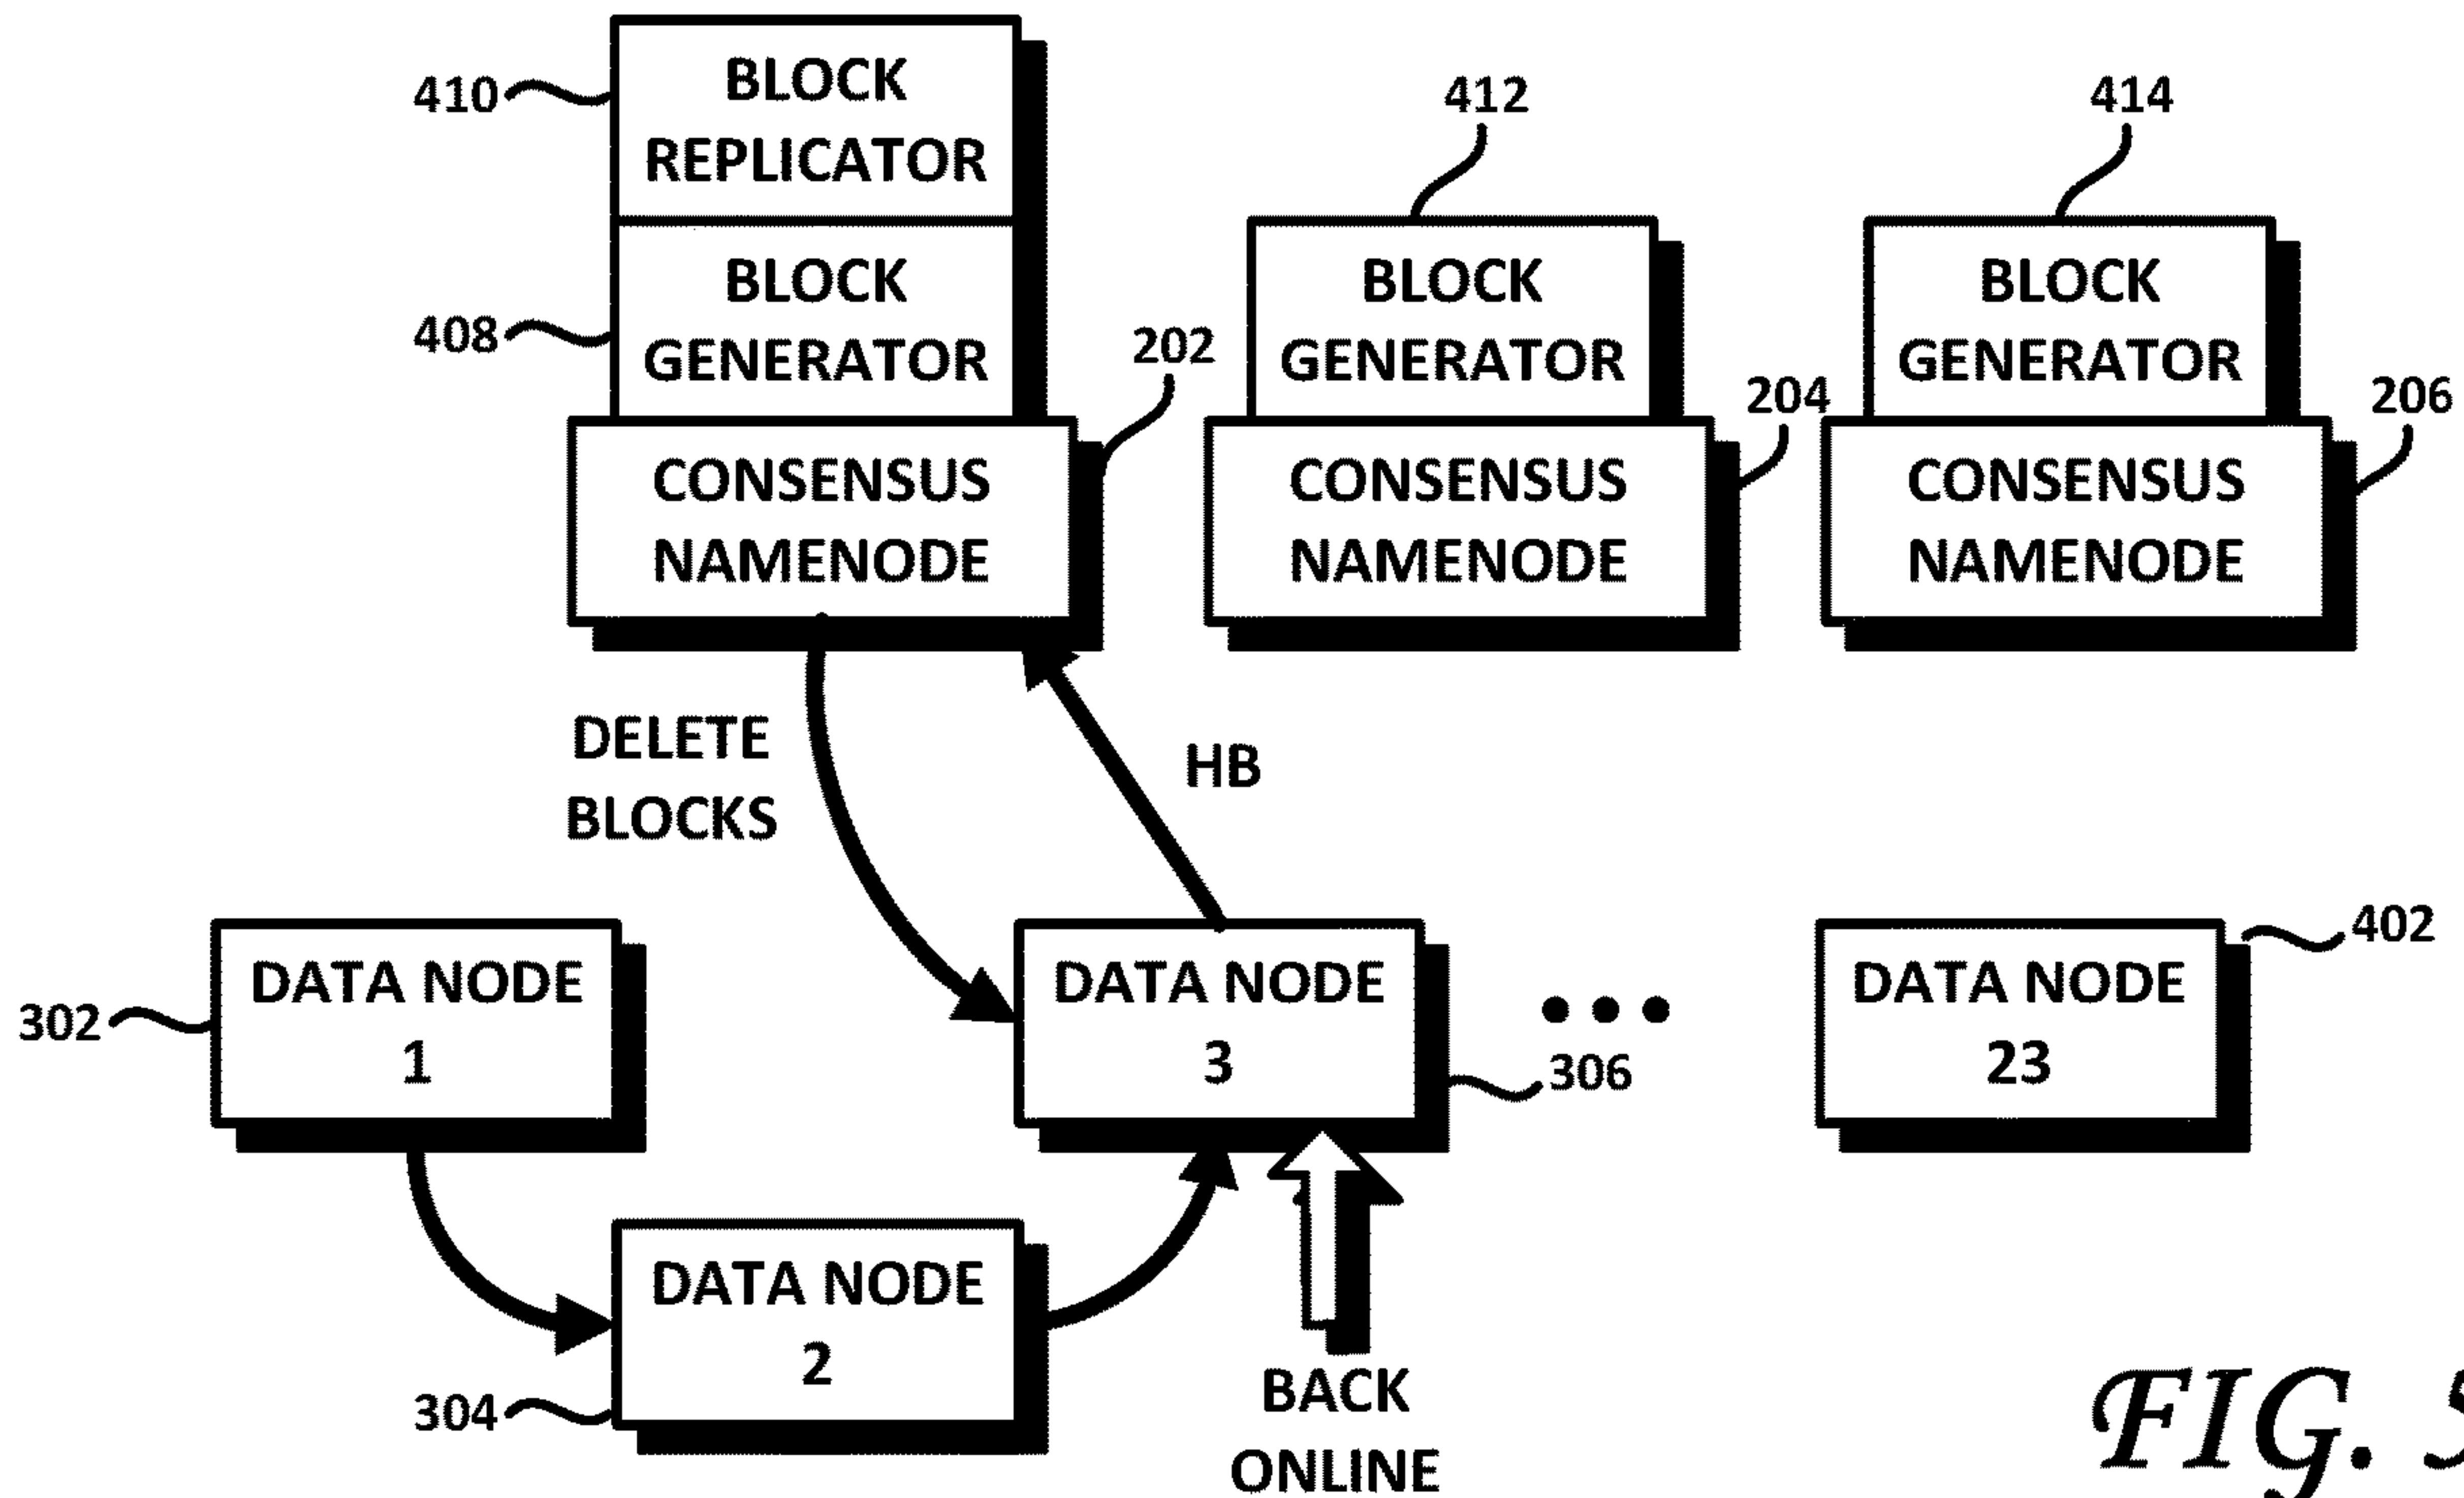 BLOCK
REPLICATOR
410
412
414
BLOCK
GENERATOR
408
202
BLOCK
GENERATOR
204
BLOCK
GENERATOR
206
CONSENSUS
NAMENODE
CONSENSUS
NAMENODE
CONSENSUS
NAMENODE
DELETE
BLOCKS
HB
402
302
DATA NODE
1
DATA NODE
3
306
DATA NODE
23
DATA NODE
2
304
BACK
ONLINE
FIG. 5